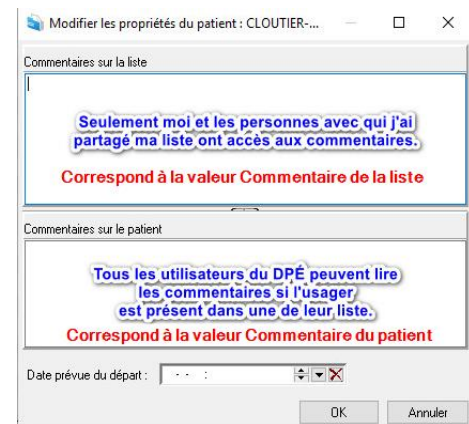 Modifier les propriétés du patient : CLOUTIER-...
Commentaires sur la liste
Seulement moi et les personnes avec qui j'ai
partagé ma liste ont accès aux commentaires.
Correspond à la valeur Commentaire de la liste
Commentaires sur le patient
Tous les utilisateurs du DPÉ peuvent lire
les commentaires si l'usager
est présent dans une de leur liste.
Correspond à la valeur Commentaire du patient
Date prévue du départ : - - :
OK Annuler